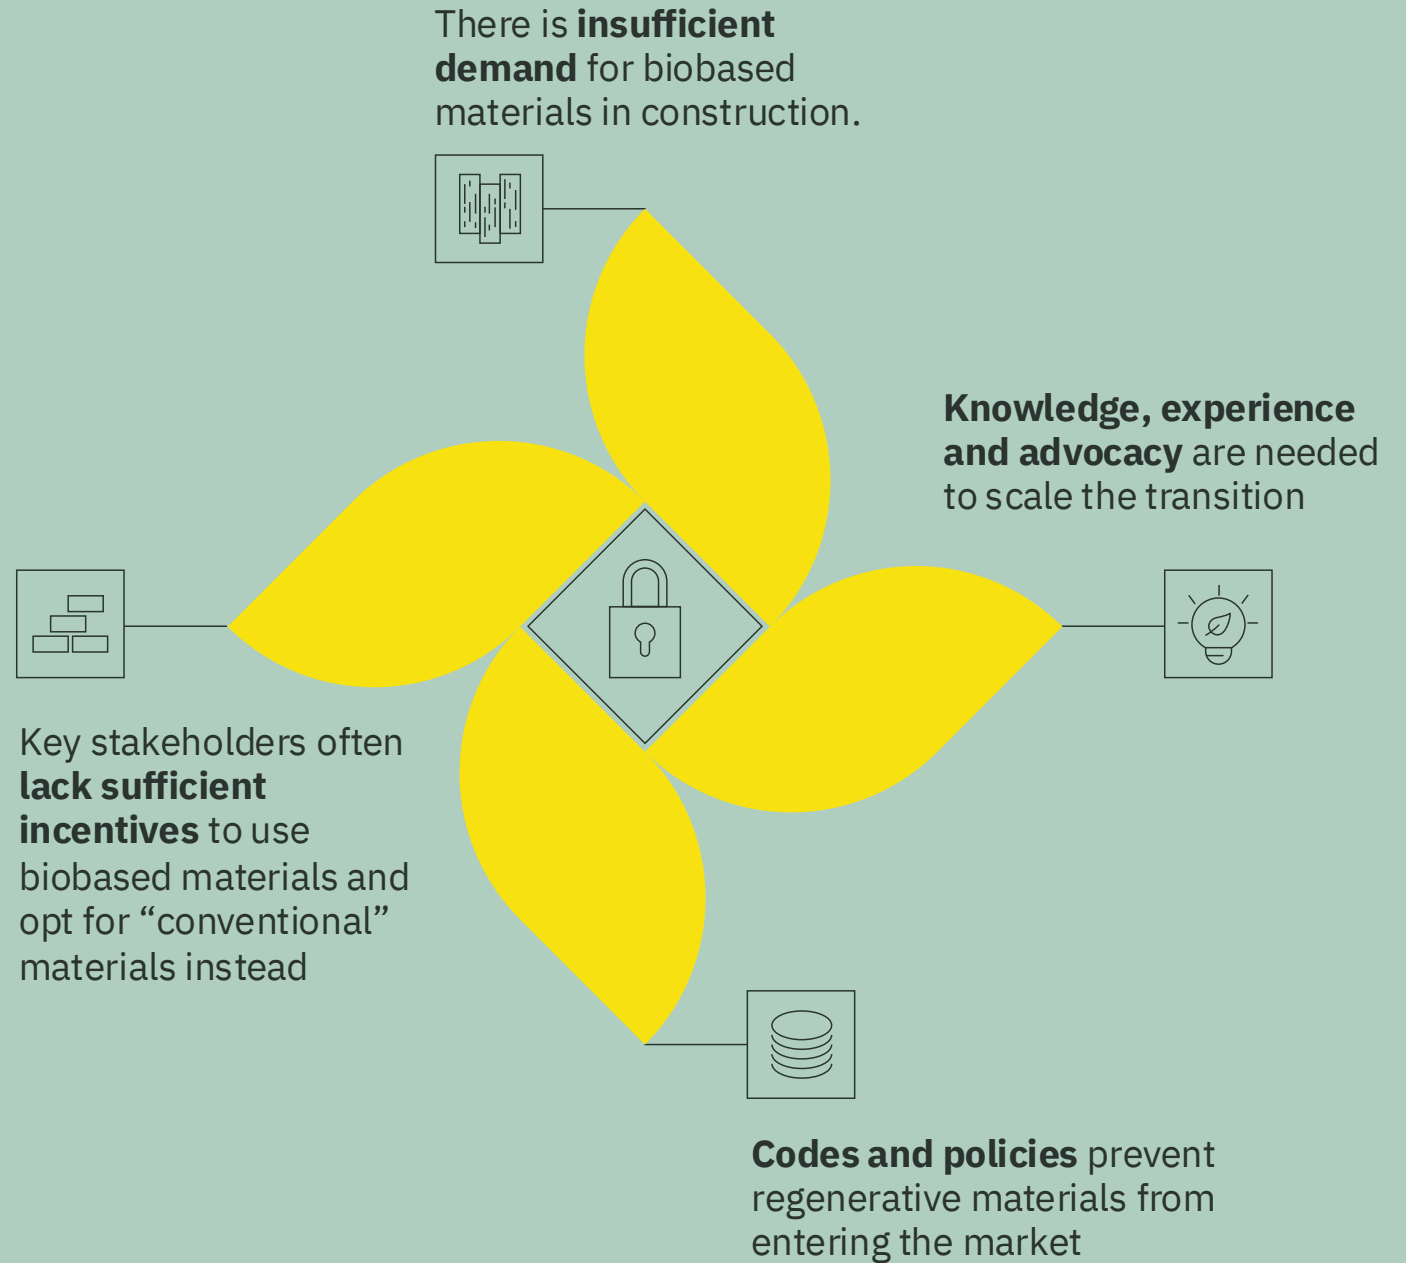 There is insufficient
demand for biobased
materials in construction.
Knowledge, experience
and advocacy are needed
to scale the transition
Key stakeholders often
lack sufficient
incentives to use
biobased materials and
opt for “conventional”
materials instead
Codes and policies prevent
regenerative materials from
entering the market